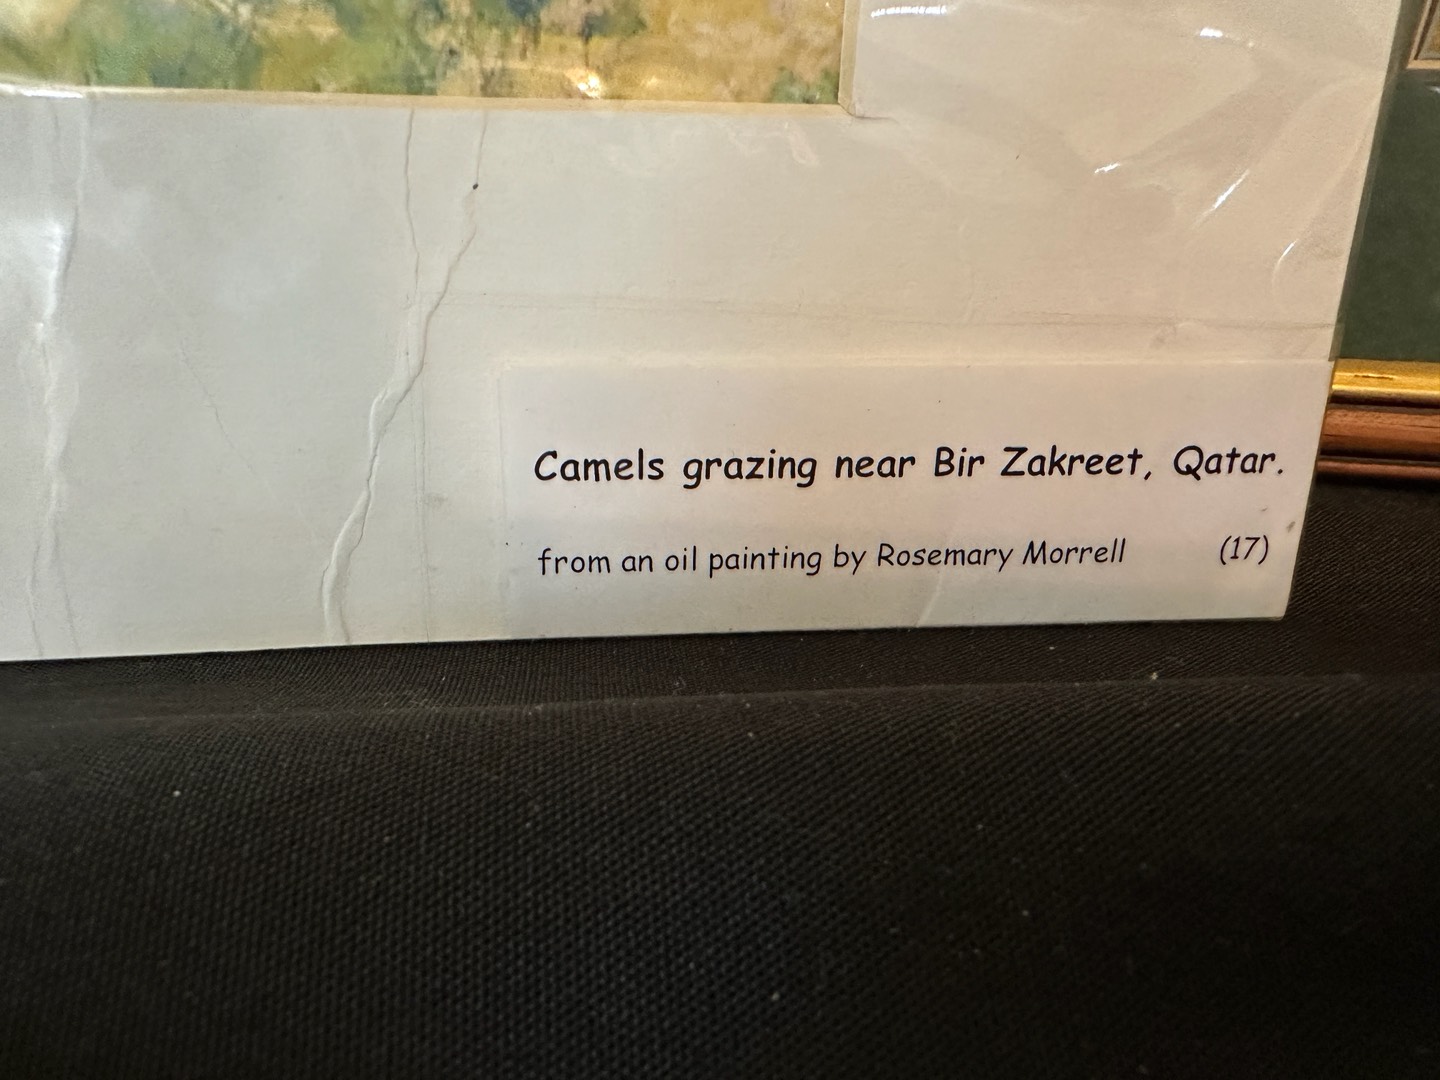 Camels grazing near Bir Zakreet, Qatar.
from an oil painting by Rosemary Morrell (17)